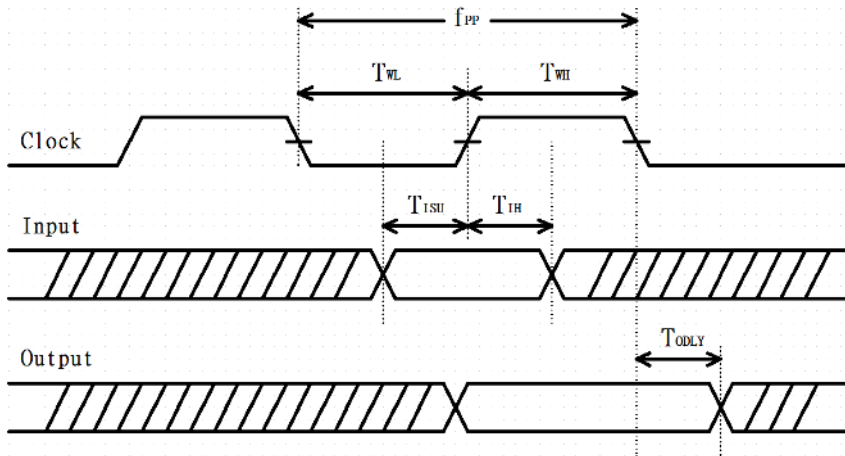 fPP
TWL TWH
Clock
TISU TIH
Input
TODLY
Output